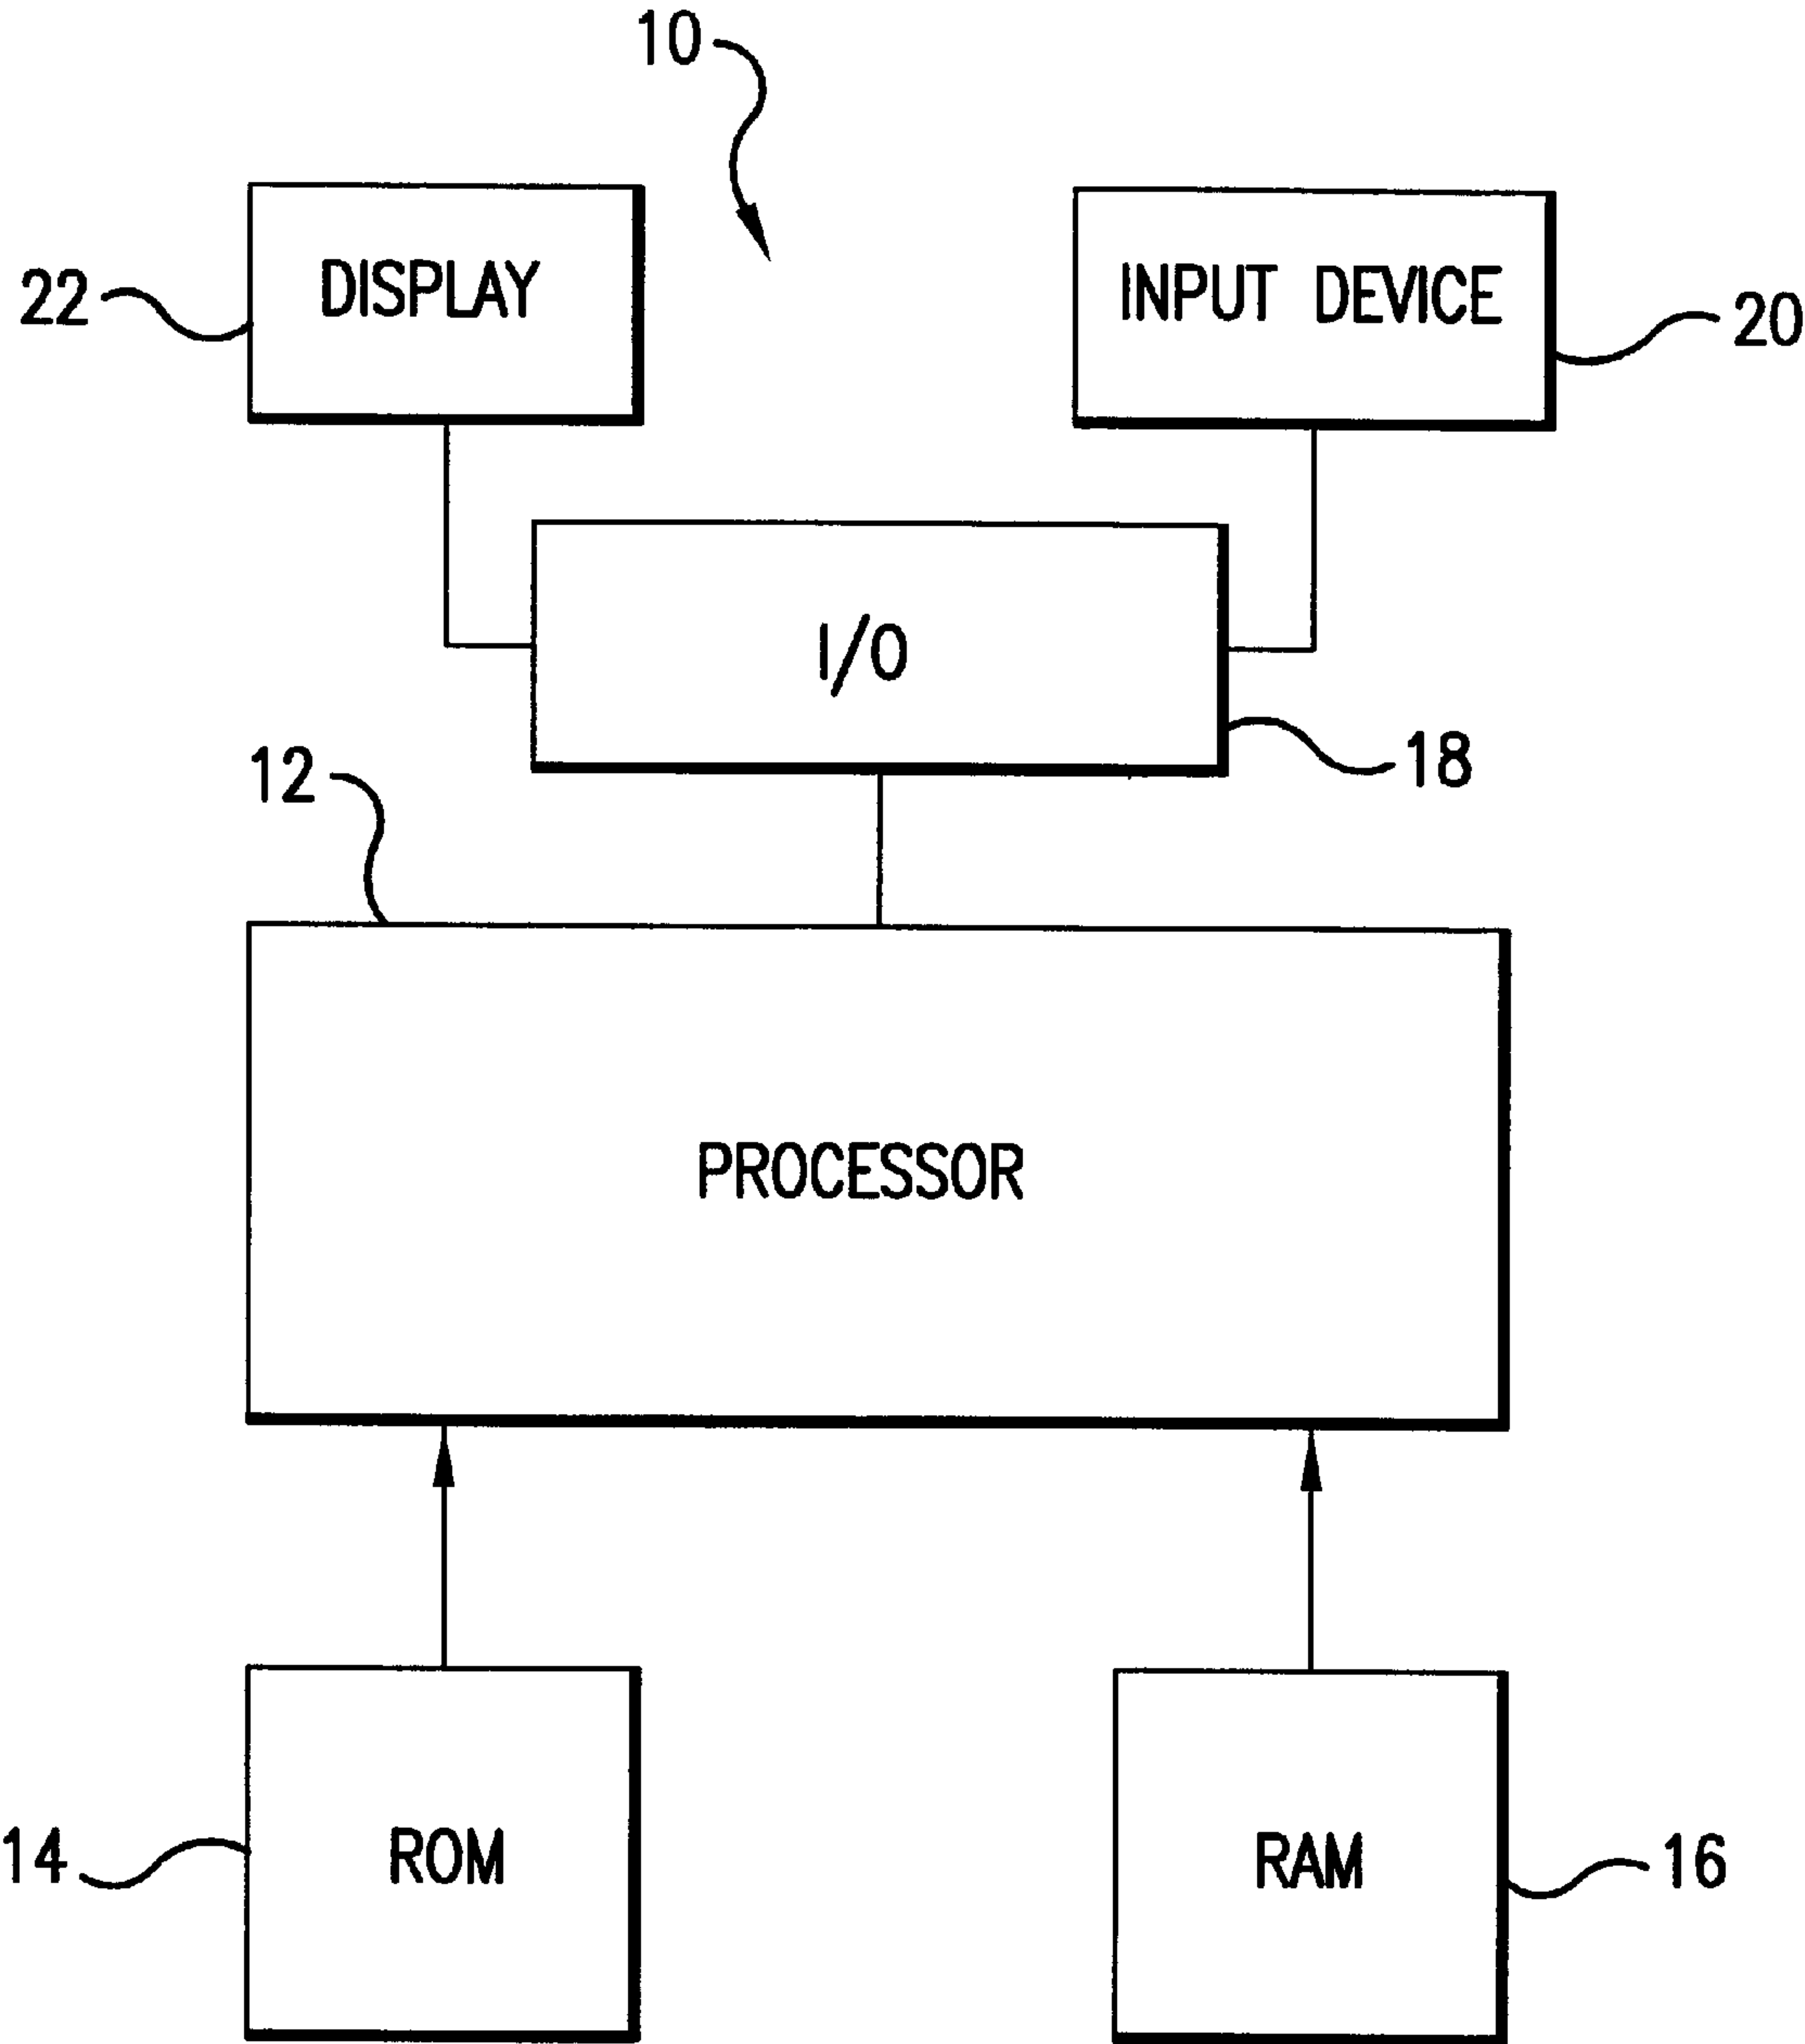 10
DISPLAY
INPUT DEVICE
22
20
I/O
12
18
PROCESSOR
14
ROM
RAM
16